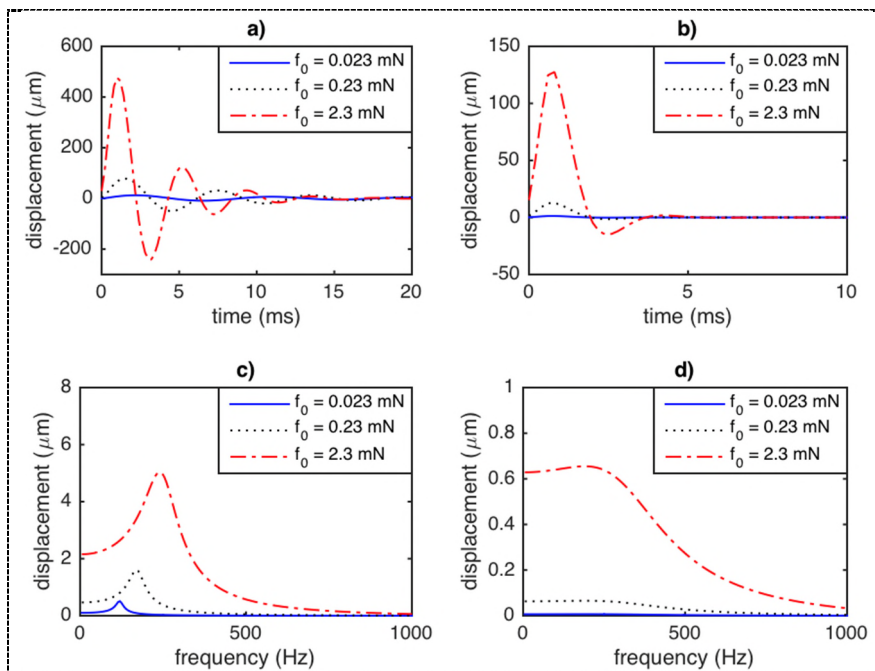 a)
displacement (μm)
600
400
200
0
-200
0 5 10 15 20
time (ms)
f0 = 0.023 mN
f0 = 0.23 mN
f0 = 2.3 mN
b)
displacement (μm)
150
100
50
0
-50
0 5 10
time (ms)
f0 = 0.023 mN
f0 = 0.23 mN
f0 = 2.3 mN
c)
displacement (μm)
8
6
4
2
0
0 500 1000
frequency (Hz)
f0 = 0.023 mN
f0 = 0.23 mN
f0 = 2.3 mN
d)
displacement (μm)
1
0.8
0.6
0.4
0.2
0
0 500 1000
frequency (Hz)
f0 = 0.023 mN
f0 = 0.23 mN
f0 = 2.3 mN